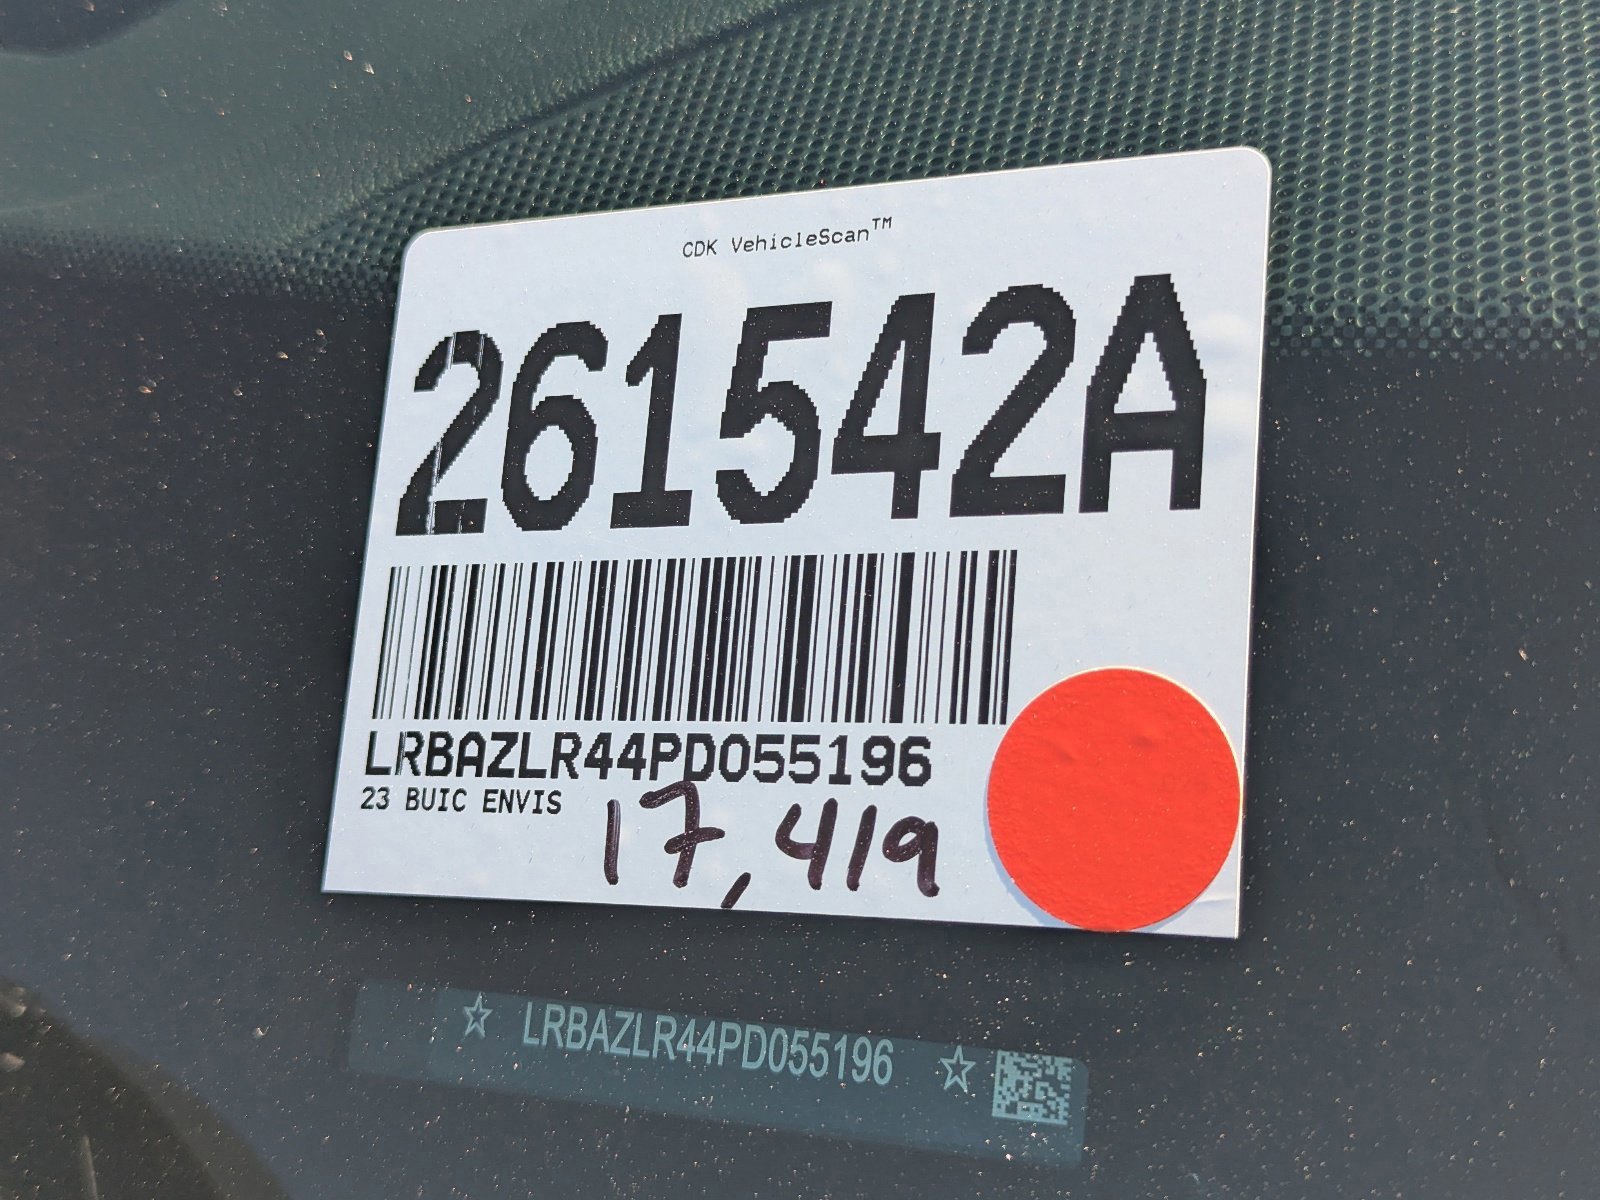 CDK VehicleScan™
261542A
LRBAZLR44PD055196
23 BUIC ENVIS
17,419
☆ LRBAZLR44PD055196 ☆